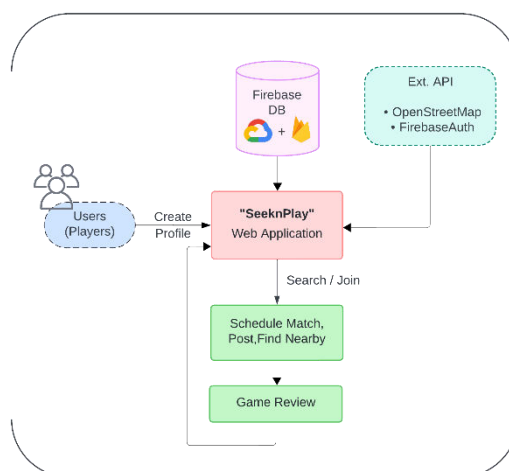 Firebase
DB
+
Ext. API
• OpenStreetMap
• FirebaseAuth
Users
(Players)
Create
Profile
"SeeknPlay"
Web Application
Search / Join
Schedule Match,
Post,Find Nearby
Game Review